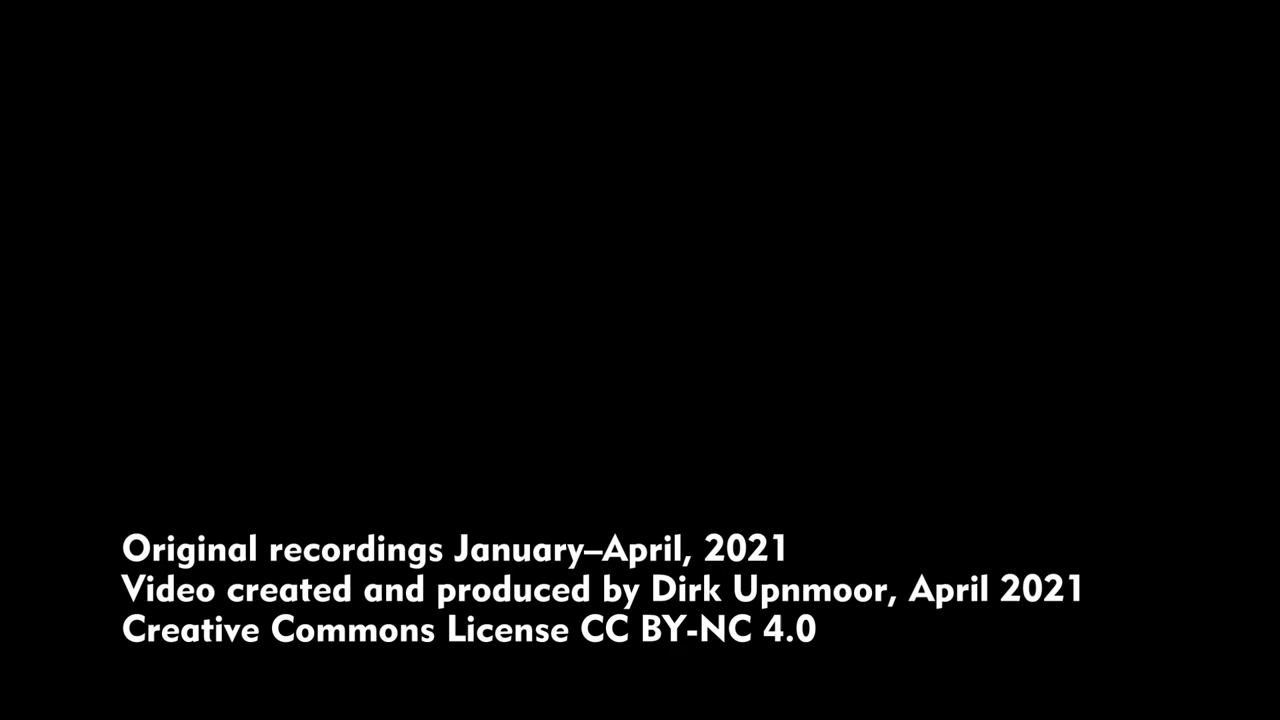 Original recordings January–April, 2021
Video created and produced by Dirk Upnmoor, April 2021
Creative Commons License CC BY-NC 4.0